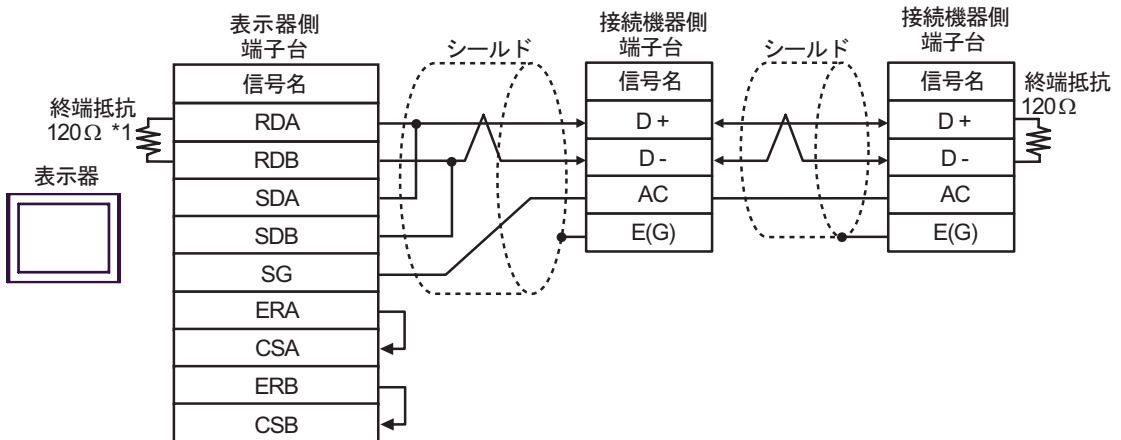 表示器側
端子台
信号名
RDA
RDB
SDA
SDB
SG
ERA
CSA
ERB
CSB
終端抵抗
120Ω *1
表示器
シールド
接続機器側
端子台
信号名
D +
D -
AC
E(G)
シールド
接続機器側
端子台
信号名
D +
D -
AC
E(G)
終端抵抗
120Ω